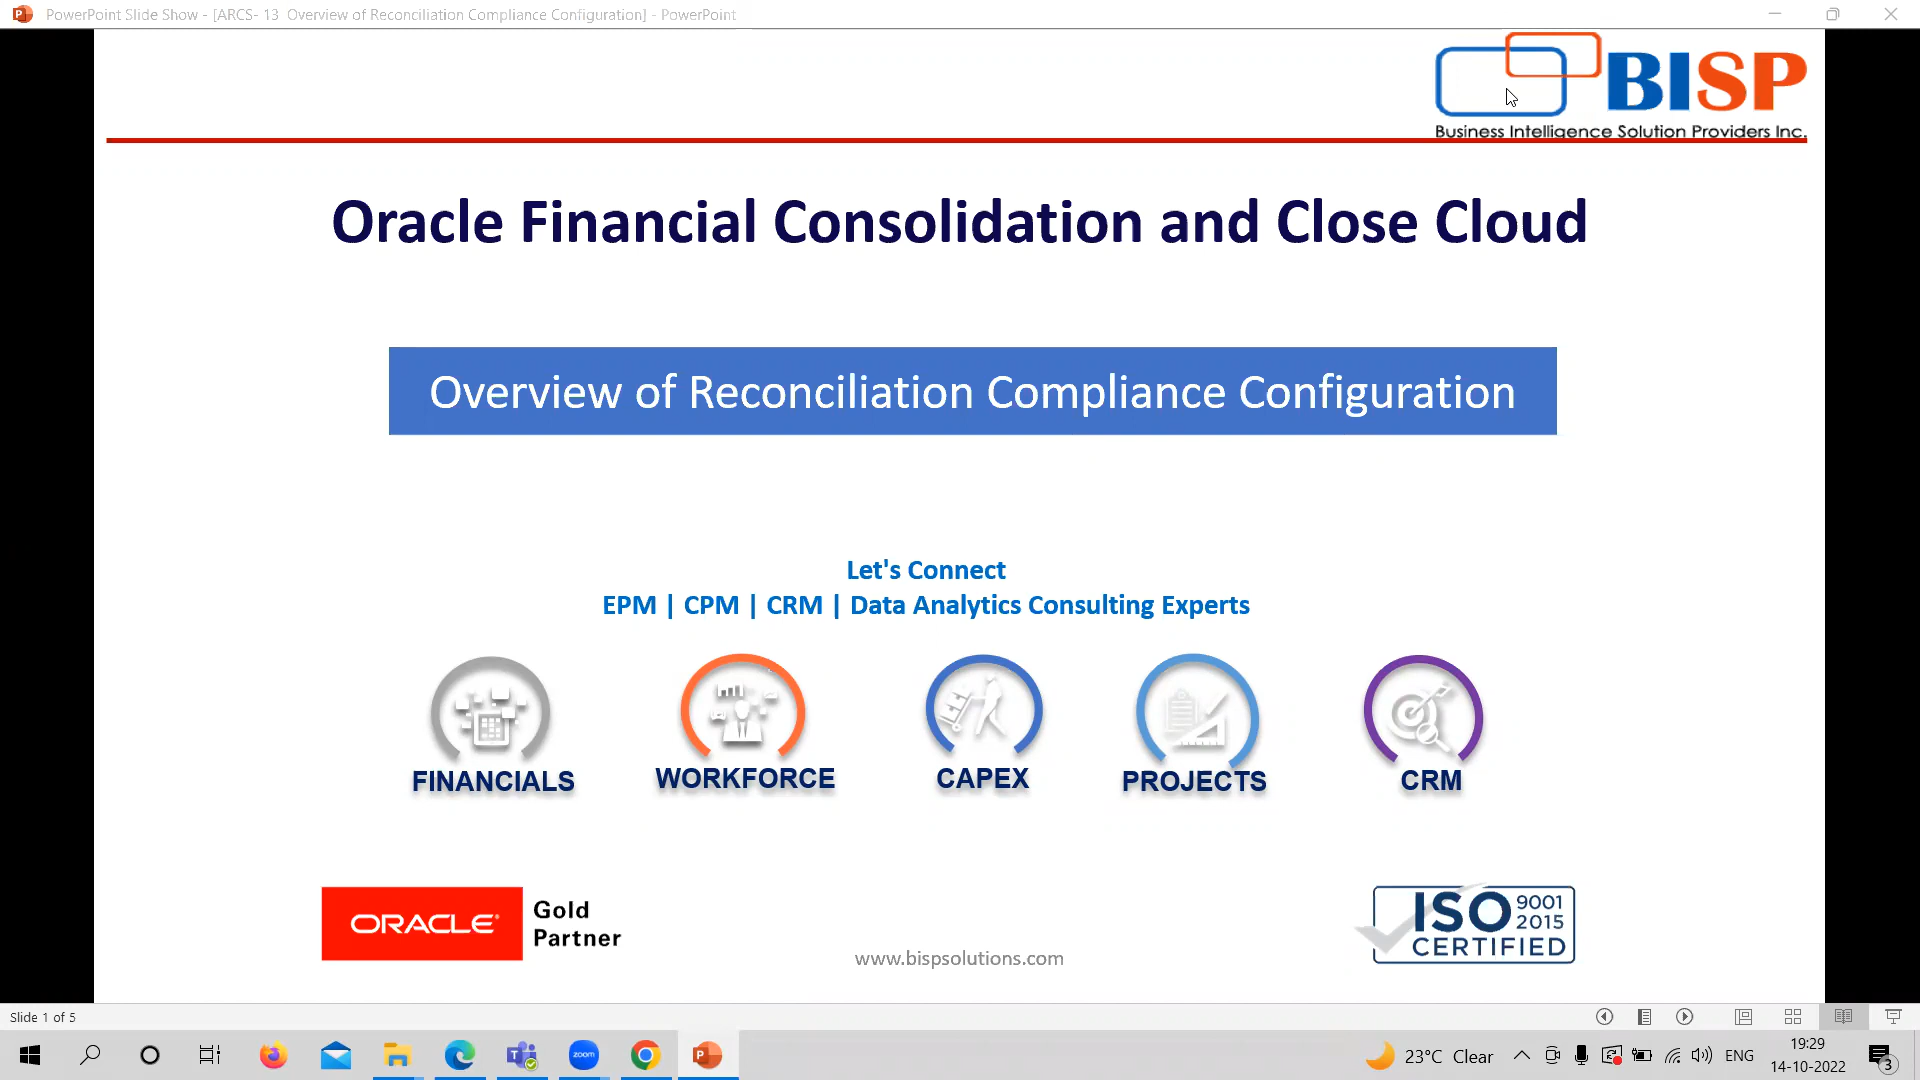 PowerPoint Slide Show - [ARCS- 13  Overview of Reconciliation Compliance Configuration] - PowerPoint
BISP
Business Intelligence Solution Providers Inc.
Oracle Financial Consolidation and Close Cloud
Overview of Reconciliation Compliance Configuration
Let's Connect
EPM | CPM | CRM | Data Analytics Consulting Experts
FINANCIALS
WORKFORCE
CAPEX
PROJECTS
CRM
ORACLE®
Gold
Partner
www.bispsolutions.com
ISO 9001
2015
CERTIFIED
Slide 1 of 5
zoom
23°C Clear
ENG
19:29
14-10-2022
3